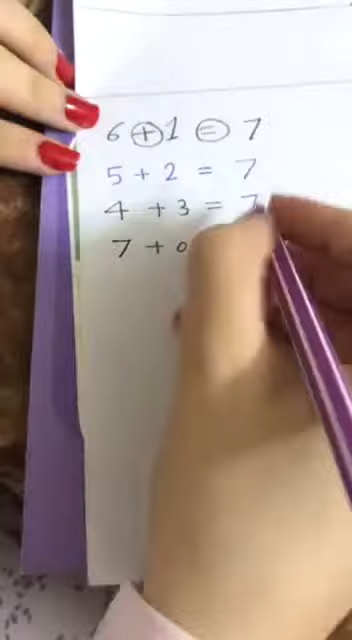 6 + 1 = 7
5 + 2 = 7
4 + 3 = 7
7 + 0